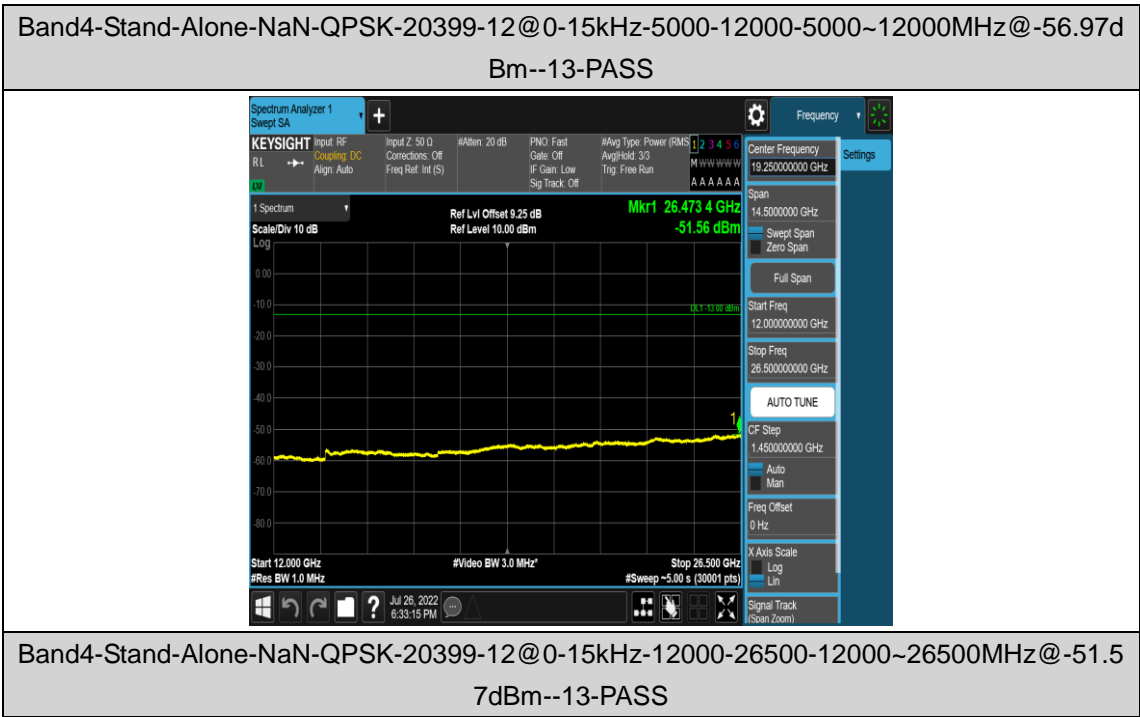 Band4-Stand-Alone-NaN-QPSK-20399-12@0-15kHz-5000-12000-5000~12000MHz@-56.97d
Bm--13-PASS
Spectrum Analyzer 1
Swept SA
+
Frequency
KEYSIGHT
RL
LNI
Input: RF
Coupling: DC
Align: Auto
Input Z: 50 Ω
Corrections: Off
Freq Ref: Int (S)
#Atten: 20 dB
PNO: Fast
Gate: Off
IF Gain: Low
Sig Track: Off
#Avg Type: Power (RMS
Avg|Hold: 3/3
Trig: Free Run
1 2 3 4 5 6
M W W W W W
A A A A A A
1 Spectrum
Scale/Div 10 dB
Log
Ref Lvl Offset 9.25 dB
Ref Level 10.00 dBm
Mkr1 26.473 4 GHz
-51.56 dBm
0.00
-10.0
-20.0
-30.0
-40.0
-50.0
-60.0
-70.0
-80.0
DL1 -13.00 dBm
1
Start 12.000 GHz
#Res BW 1.0 MHz
#Video BW 3.0 MHz*
Stop 26.500 GHz
#Sweep ~5.00 s (30001 pts)
?
Jul 26, 2022
6:33:15 PM
Center Frequency
19.250000000 GHz
Settings
Span
14.5000000 GHz
Swept Span
Zero Span
Full Span
Start Freq
12.000000000 GHz
Stop Freq
26.500000000 GHz
AUTO TUNE
CF Step
1.450000000 GHz
Auto
Man
Freq Offset
0 Hz
X Axis Scale
Log
Lin
Signal Track
(Span Zoom)
Band4-Stand-Alone-NaN-QPSK-20399-12@0-15kHz-12000-26500-12000~26500MHz@-51.5
7dBm--13-PASS